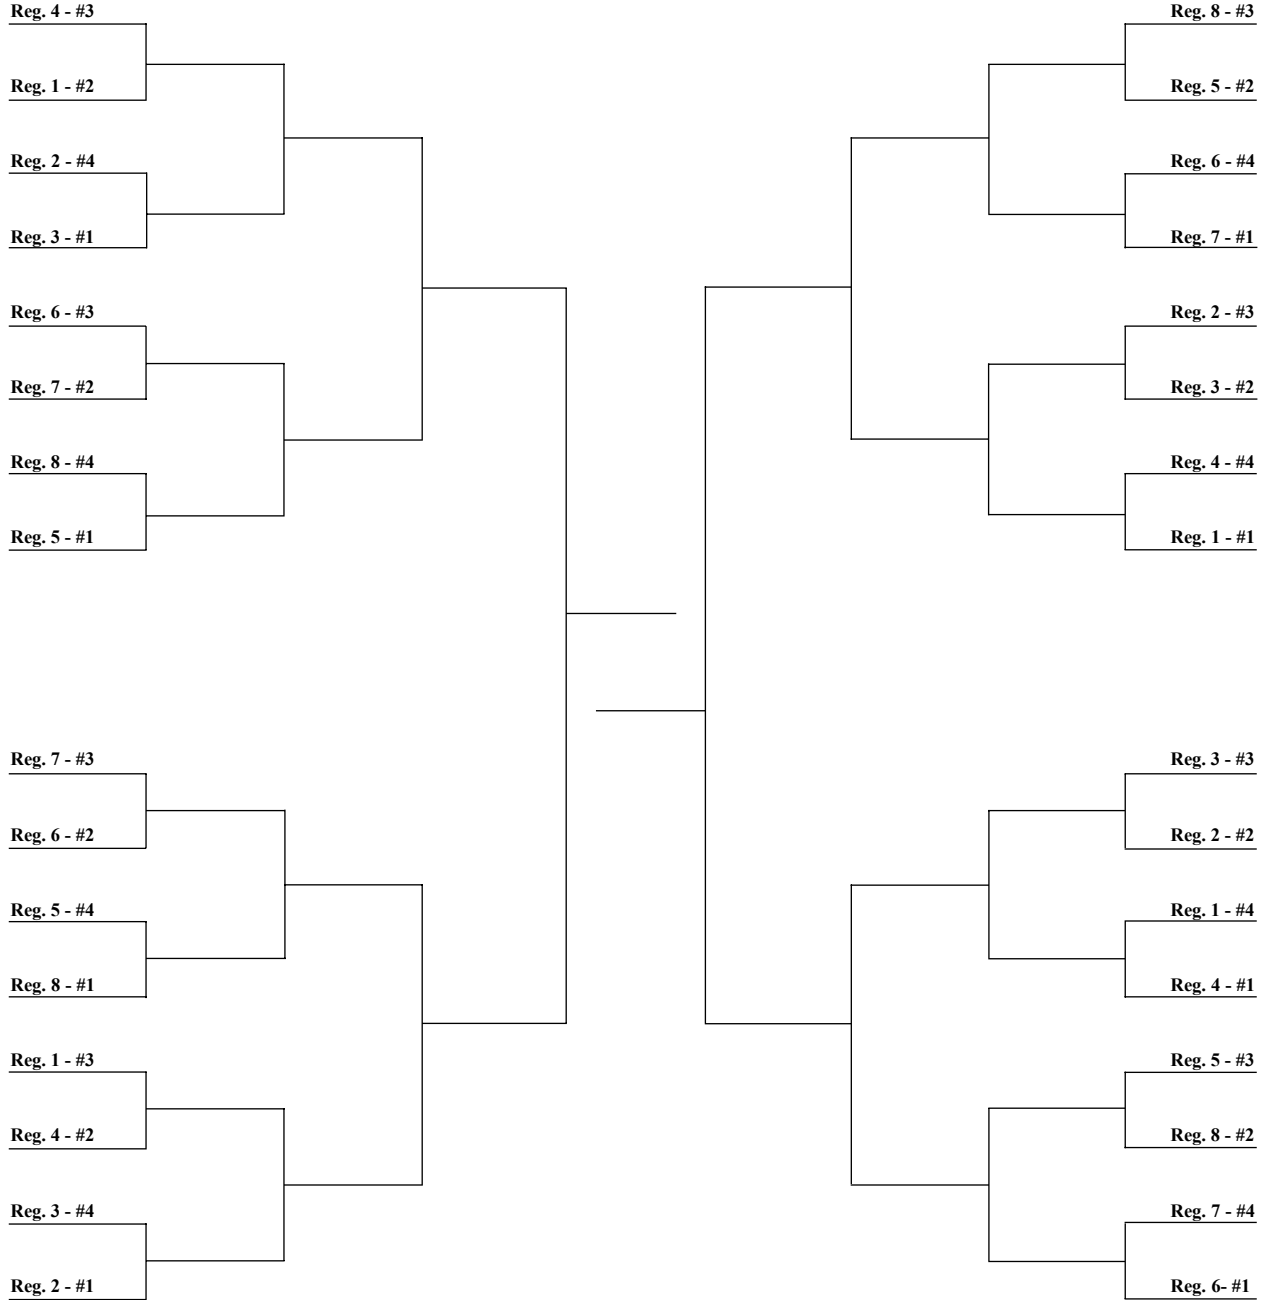 Reg. 4 - #3
Reg. 1 - #2
Reg. 2 - #4
Reg. 3 - #1
Reg. 6 - #3
Reg. 7 - #2
Reg. 8 - #4
Reg. 5 - #1
Reg. 7 - #3
Reg. 6 - #2
Reg. 5 - #4
Reg. 8 - #1
Reg. 1 - #3
Reg. 4 - #2
Reg. 3 - #4
Reg. 2 - #1
Reg. 8 - #3
Reg. 5 - #2
Reg. 6 - #4
Reg. 7 - #1
Reg. 2 - #3
Reg. 3 - #2
Reg. 4 - #4
Reg. 1 - #1
Reg. 3 - #3
Reg. 2 - #2
Reg. 1 - #4
Reg. 4 - #1
Reg. 5 - #3
Reg. 8 - #2
Reg. 7 - #4
Reg. 6- #1